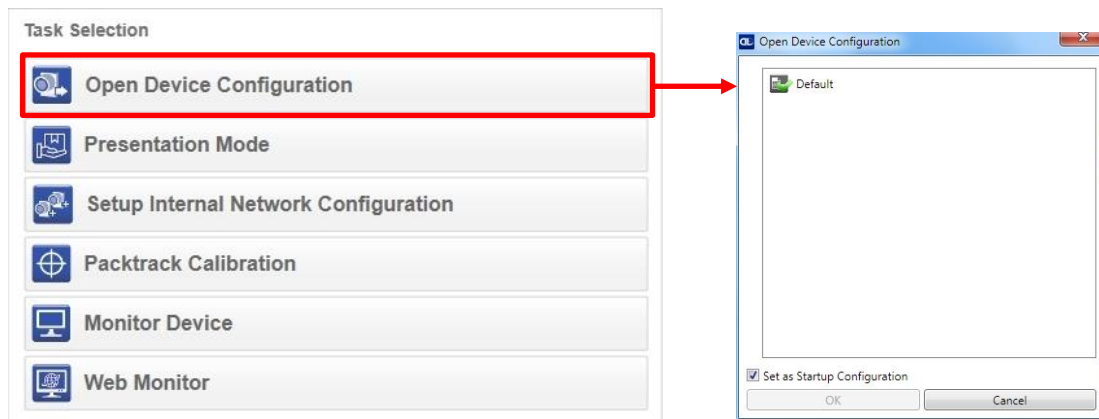 Task Selection
Open Device Configuration
Presentation Mode
Setup Internal Network Configuration
Packtrack Calibration
Monitor Device
Web Monitor
DL Open Device Configuration
Default
Set as Startup Configuration
OK Cancel